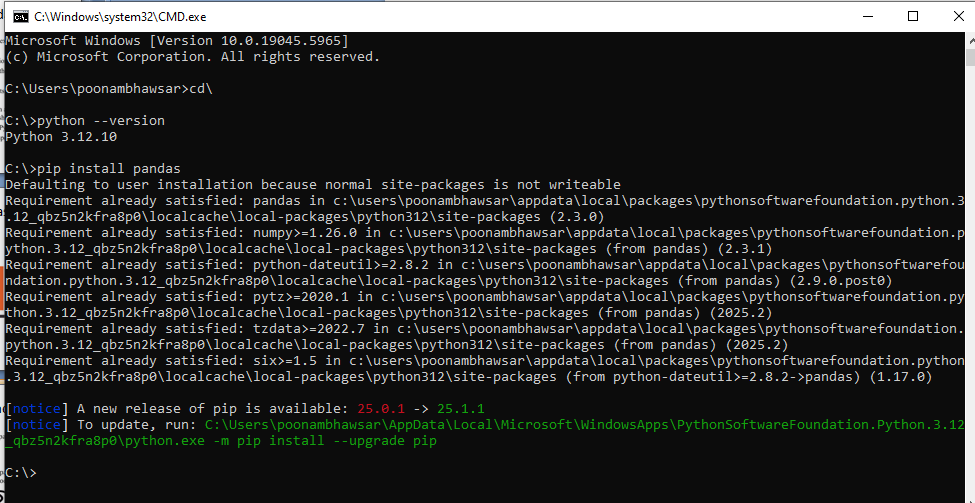 C:\Windows\system32\CMD.exe
Microsoft Windows [Version 10.0.19045.5965]
(c) Microsoft Corporation. All rights reserved.
C:\Users\poonambhawsar>cd\
C:\>python --version
Python 3.12.10
C:\>pip install pandas
Defaulting to user installation because normal site-packages is not writeable
Requirement already satisfied: pandas in c:\users\poonambhawsar\appdata\local\packages\pythonsoftwarefoundation.python.3
.12_qbz5n2kfra8p0\localcache\local-packages\python312\site-packages (2.3.0)
Requirement already satisfied: numpy>=1.26.0 in c:\users\poonambhawsar\appdata\local\packages\pythonsoftwarefoundation.p
ython.3.12_qbz5n2kfra8p0\localcache\local-packages\python312\site-packages (from pandas) (2.3.1)
Requirement already satisfied: python-dateutil>=2.8.2 in c:\users\poonambhawsar\appdata\local\packages\pythonsoftwarefou
ndation.python.3.12_qbz5n2kfra8p0\localcache\local-packages\python312\site-packages (from pandas) (2.9.0.post0)
Requirement already satisfied: pytz>=2020.1 in c:\users\poonambhawsar\appdata\local\packages\pythonsoftwarefoundation.py
thon.3.12_qbz5n2kfra8p0\localcache\local-packages\python312\site-packages (from pandas) (2025.2)
Requirement already satisfied: tzdata>=2022.7 in c:\users\poonambhawsar\appdata\local\packages\pythonsoftwarefoundation.
python.3.12_qbz5n2kfra8p0\localcache\local-packages\python312\site-packages (from pandas) (2025.2)
Requirement already satisfied: six>=1.5 in c:\users\poonambhawsar\appdata\local\packages\pythonsoftwarefoundation.python
.3.12_qbz5n2kfra8p0\localcache\local-packages\python312\site-packages (from python-dateutil>=2.8.2->pandas) (1.17.0)
[notice] A new release of pip is available: 25.0.1 -> 25.1.1
[notice] To update, run: C:\Users\poonambhawsar\AppData\Local\Microsoft\WindowsApps\PythonSoftwareFoundation.Python.3.12
_qbz5n2kfra8p0\python.exe -m pip install --upgrade pip
C:\>